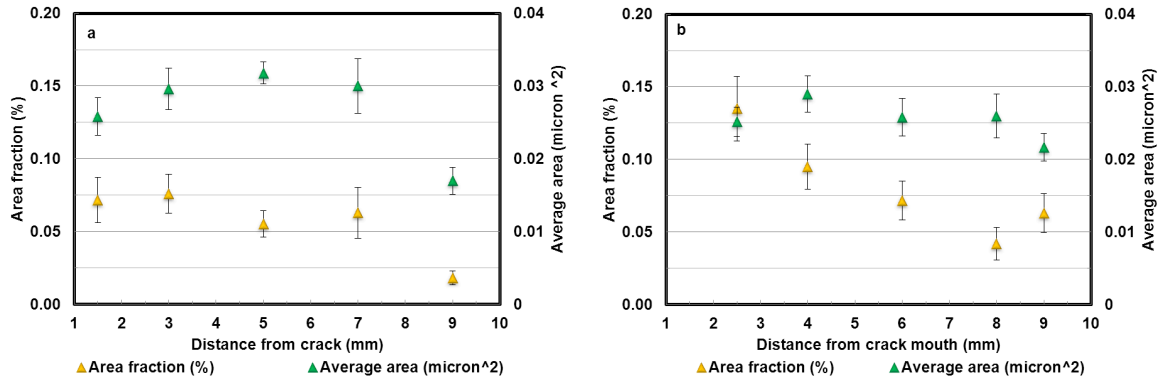 a
0.20
0.15
0.10
0.05
0.00
Area fraction (%)
0.04
0.03
0.02
0.01
0
Average area (micron ^2)
1 2 3 4 5 6 7 8 9 10
Distance from crack (mm)
Area fraction (%) Average area (micron^2)
b
0.20
0.15
0.10
0.05
0.00
Area fraction (%)
0.04
0.03
0.02
0.01
0
Average area (micron^2)
1 2 3 4 5 6 7 8 9 10
Distance from crack mouth (mm)
Area fraction (%) Average area (micron^2)